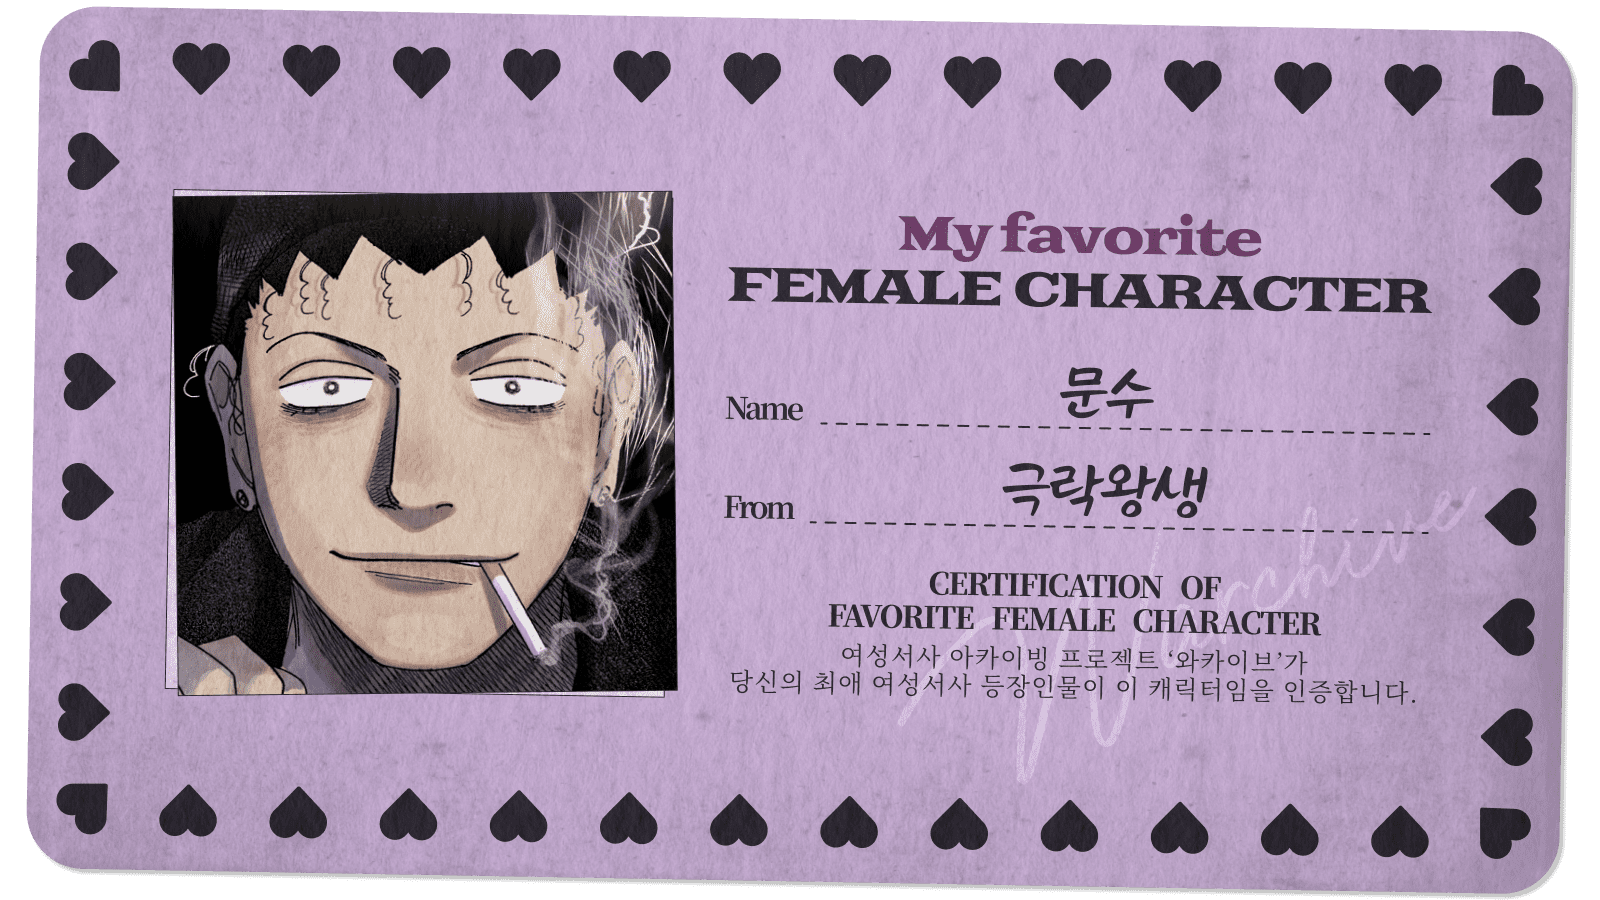 My favorite
FEMALE CHARACTER
Name 문수
From 극락왕생
CERTIFICATION OF
FAVORITE FEMALE CHARACTER
여성서사 아카이빙 프로젝트 ‘와카이브’가
당신의 최애 여성서사 등장인물이 이 캐릭터임을 인증합니다.
Warchive